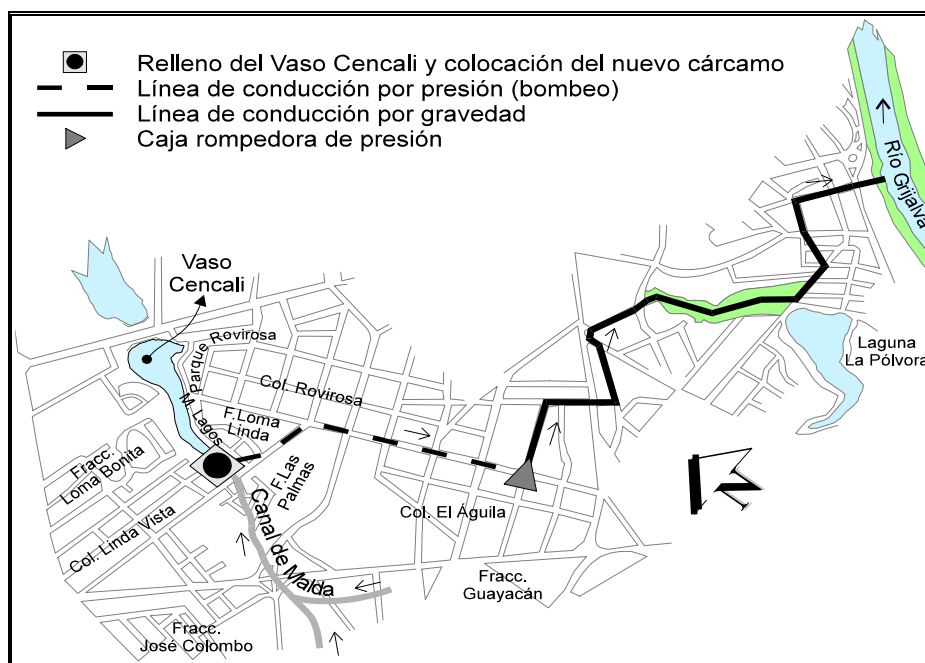 Relleno del Vaso Cencali y colocación del nuevo cárcamo
Línea de conducción por presión (bombeo)
Línea de conducción por gravedad
Caja rompedora de presión
Río Grijalva
Vaso
Cencali
Parque Rovirosa
Col. Rovirosa
Laguna
La Pólvora
M. Lagos
F.Loma
Linda
Fracc.
Loma Bonita
F.Las
Palmas
Col. Linda Vista
Canal de Malda
Col. El Águila
N
Fracc.
Guayacán
Fracc.
José Colombo